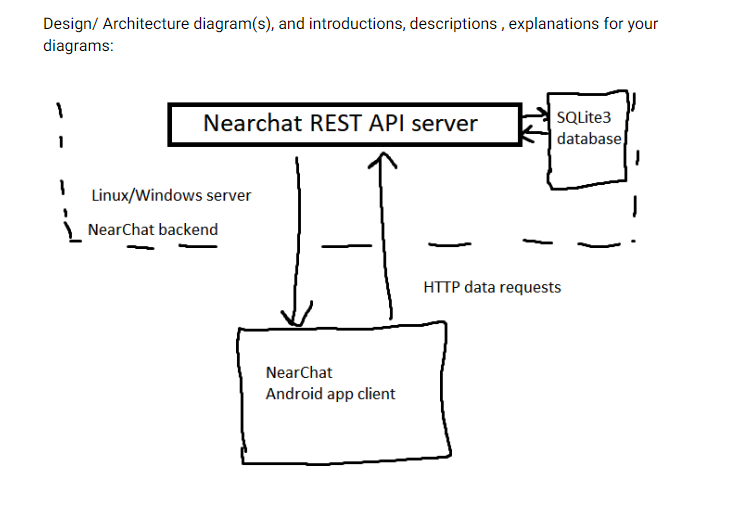 Design/ Architecture diagram(s), and introductions, descriptions , explanations for your
diagrams:
Nearchat REST API server
SQLite3
database
Linux/Windows server
NearChat backend
HTTP data requests
NearChat
Android app client